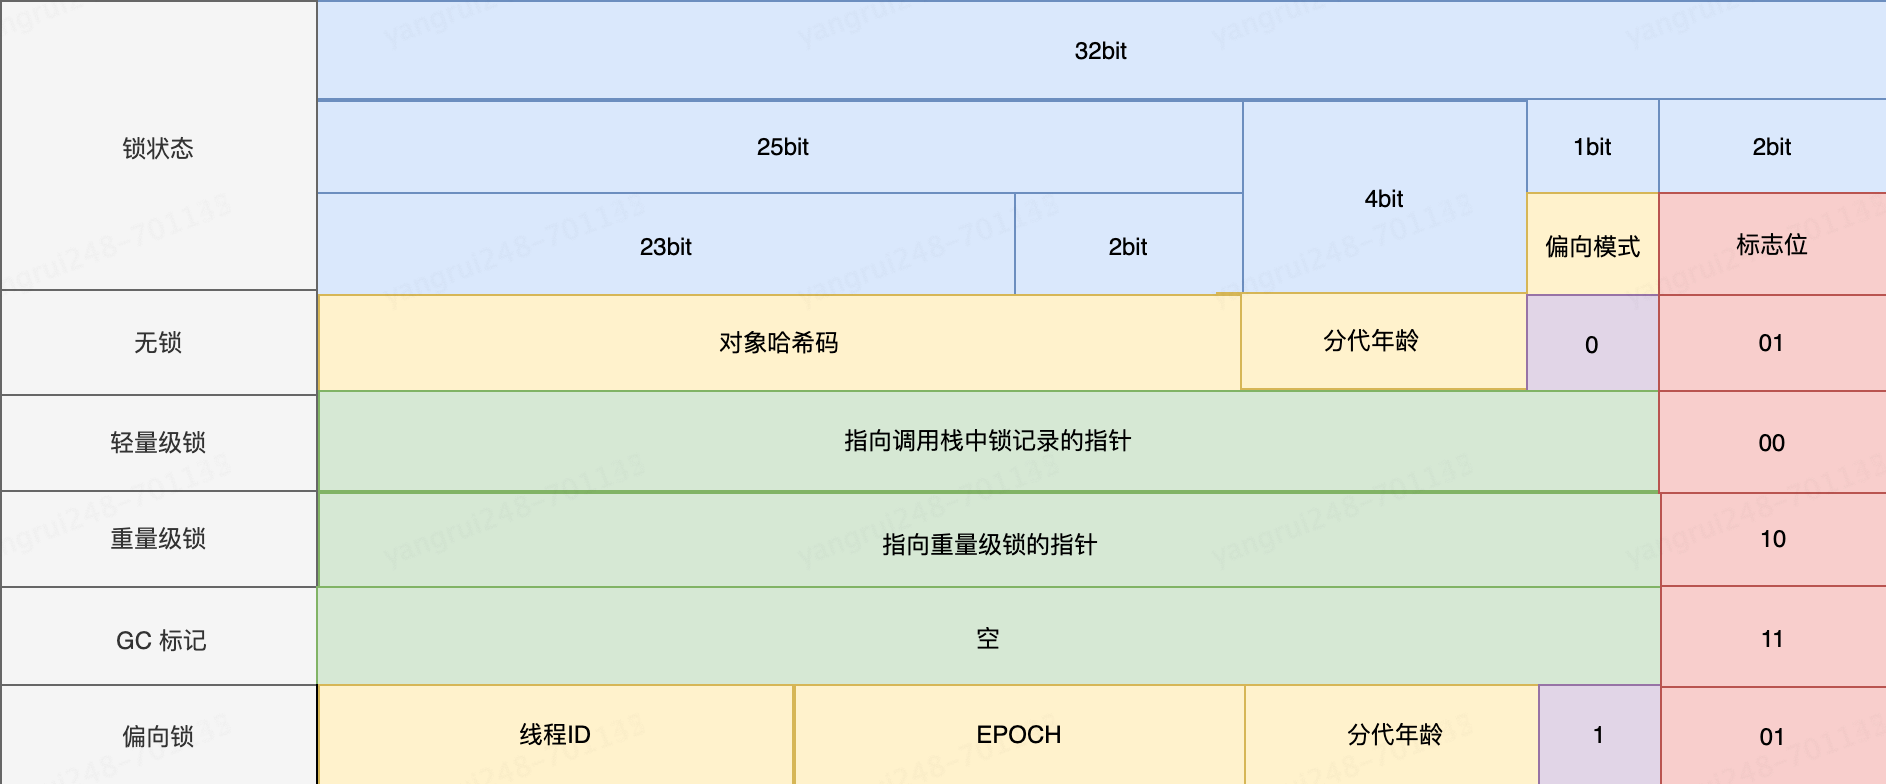 32bit
锁状态
25bit
4bit
1bit
2bit
23bit
2bit
偏向模式
标志位
无锁
对象哈希码
分代年龄
0
01
轻量级锁
指向调用栈中锁记录的指针
00
重量级锁
指向重量级锁的指针
10
GC 标记
空
11
偏向锁
线程ID
EPOCH
分代年龄
1
01